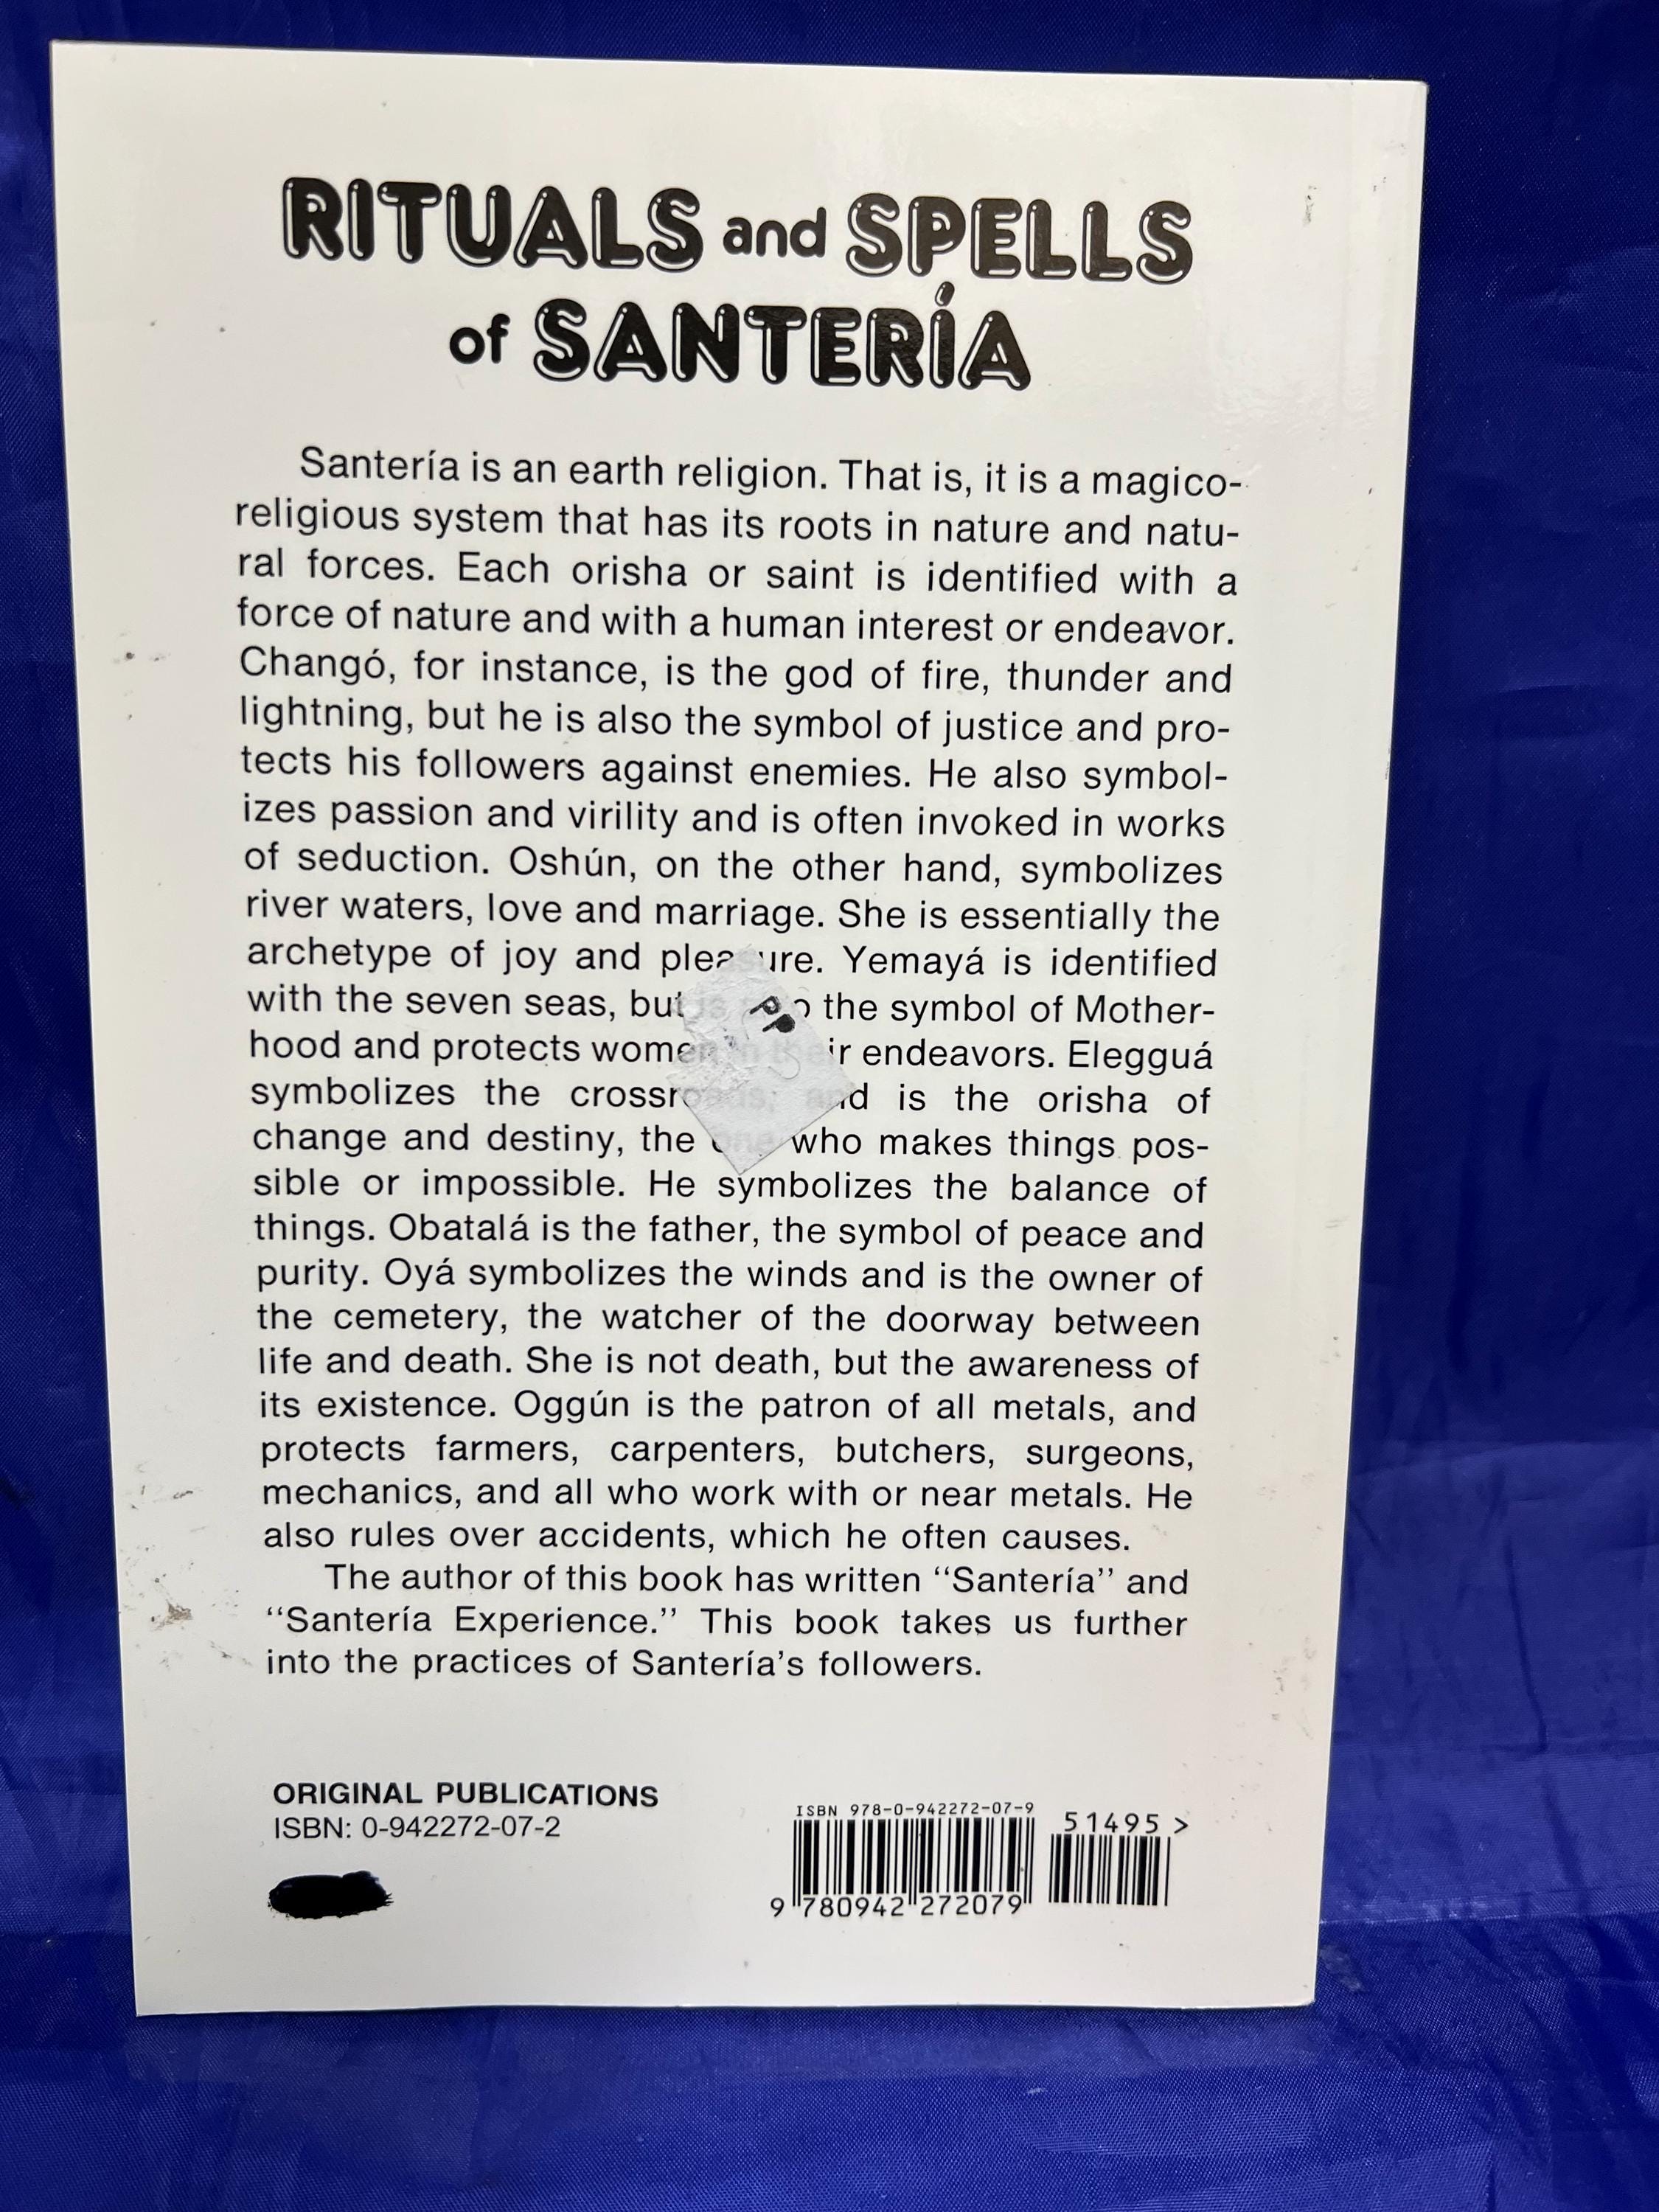 RITUALS and SPELLS
of SANTERÍA
Santería is an earth religion. That is, it is a magico-
religious system that has its roots in nature and natu-
ral forces. Each orisha or saint is identified with a
force of nature and with a human interest or endeavor.
Changó, for instance, is the god of fire, thunder and
lightning, but he is also the symbol of justice and pro-
tects his followers against enemies. He also symbol-
izes passion and virility and is often invoked in works
of seduction. Oshún, on the other hand, symbolizes
river waters, love and marriage. She is essentially the
archetype of joy and pleasure. Yemayá is identified
with the seven seas, but is the symbol of Mother-
hood and protects women in their endeavors. Elegguá
symbolizes the crossroads, and is the orisha of
change and destiny, the one who makes things pos-
sible or impossible. He symbolizes the balance of
things. Obatalá is the father, the symbol of peace and
purity. Oyá symbolizes the winds and is the owner of
the cemetery, the watcher of the doorway between
life and death. She is not death, but the awareness of
its existence. Oggún is the patron of all metals, and
protects farmers, carpenters, butchers, surgeons,
mechanics, and all who work with or near metals. He
also rules over accidents, which he often causes.
The author of this book has written “Santería” and
“Santería Experience.” This book takes us further
into the practices of Santería’s followers.
ORIGINAL PUBLICATIONS
ISBN: 0-942272-07-2
ISBN 978-0-942272-07-9
51495 >
9 780942 272079
PP